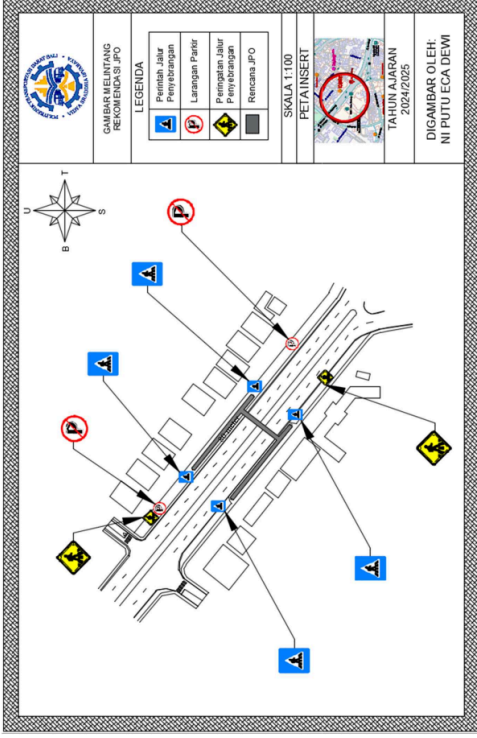 GAMBAR MELINTANG
REKOMENDASI JPO
LEGENDA
Perintah Jalur
Penyebrangan
Larangan Parkir
Peringatan Jalur
Penyebrangan
Rencana JPO
SKALA 1:100
PETA INSERT
TAHUN AJARAN
2024/2025
DIGAMBAR OLEH:
NI PUTU ECA DEWI
U
B
T
S
P
P